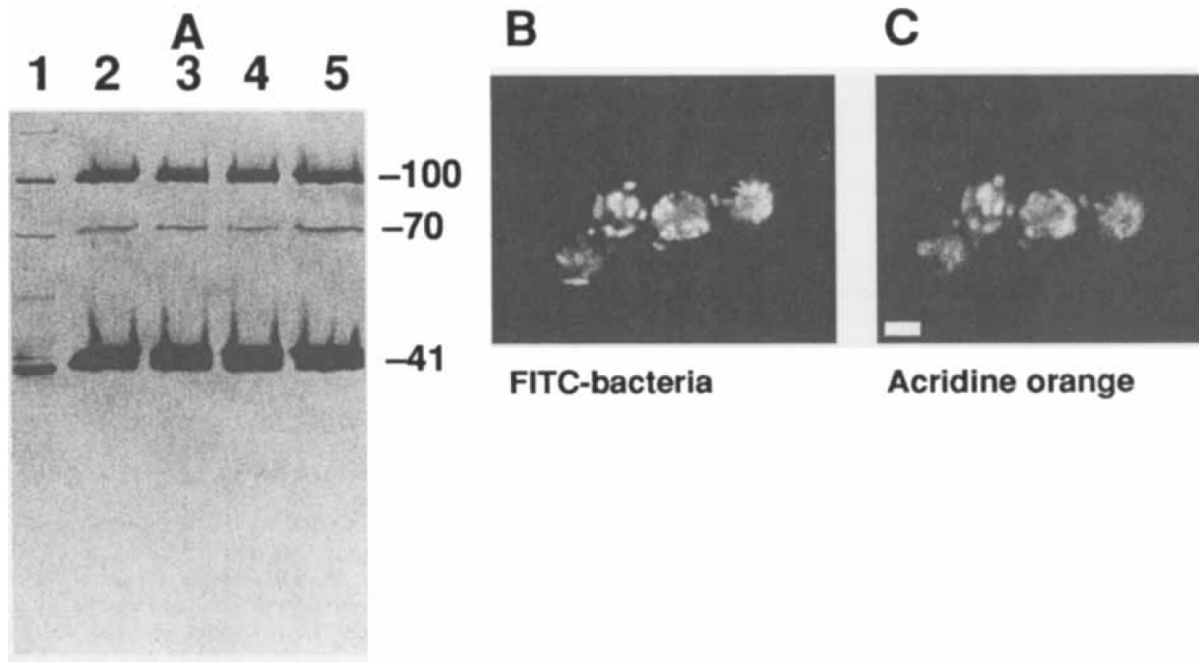 A
1 2 3 4 5
–100
–70
–41
B
FITC-bacteria
C
Acridine orange